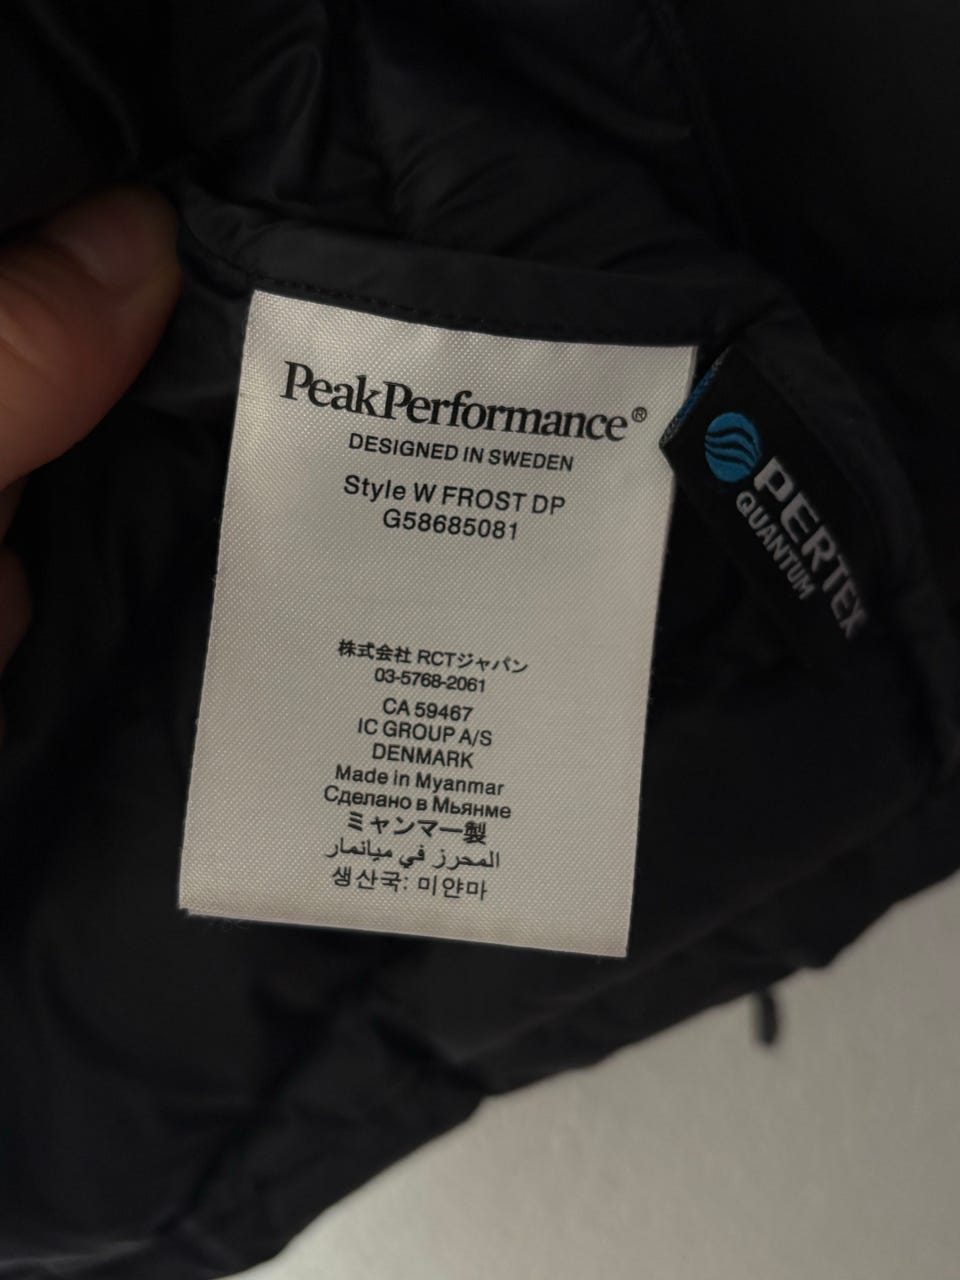 PeakPerformance®
DESIGNED IN SWEDEN
Style W FROST DP
G58685081
株式会社 RCTジャパン
03-5768-2061
CA 59467
IC GROUP A/S
DENMARK
Made in Myanmar
Сделано в Мьянме
ミャンマー製
المحرز في ميانمار
생산국: 미얀마
PERTEX
QUANTUM